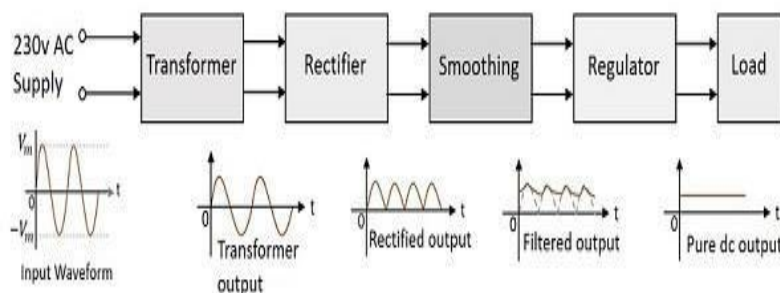 230v AC
Supply
Transformer
Rectifier
Smoothing
Regulator
Load
Vm
0
−Vm
t
Input Waveform
0
t
Transformer
output
0
t
Rectified output
0
t
Filtered output
0
t
Pure dc output